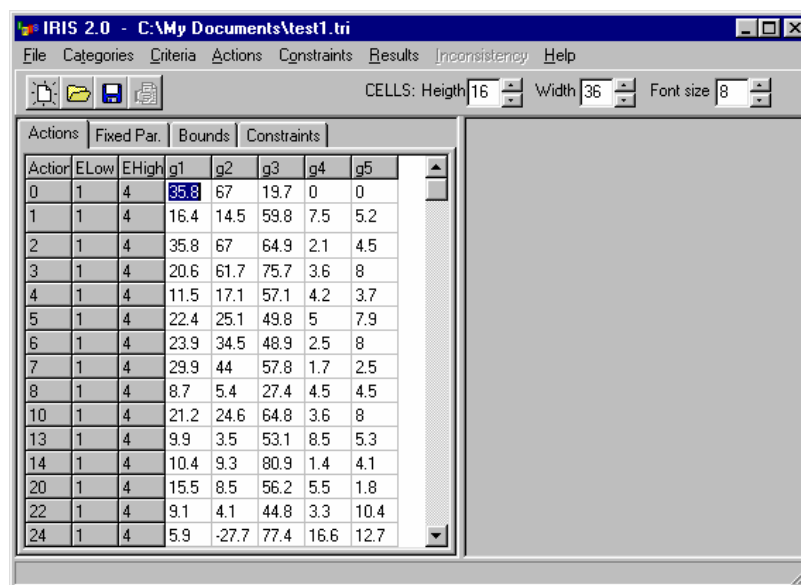 IRIS 2.0 - C:\My Documents\test1.tri
File Categories Criteria Actions Constraints Results Inconsistency Help
CELLS: Heigth 16 Width 36 Font size 8
Actions Fixed Par. Bounds Constraints
Action ELow EHigh g1 g2 g3 g4 g5
0 1 4 35.8 67 19.7 0 0
1 1 4 16.4 14.5 59.8 7.5 5.2
2 1 4 35.8 67 64.9 2.1 4.5
3 1 4 20.6 61.7 75.7 3.6 8
4 1 4 11.5 17.1 57.1 4.2 3.7
5 1 4 22.4 25.1 49.8 5 7.9
6 1 4 23.9 34.5 48.9 2.5 8
7 1 4 29.9 44 57.8 1.7 2.5
8 1 4 8.7 5.4 27.4 4.5 4.5
10 1 4 21.2 24.6 64.8 3.6 8
13 1 4 9.9 3.5 53.1 8.5 5.3
14 1 4 10.4 9.3 80.9 1.4 4.1
20 1 4 15.5 8.5 56.2 5.5 1.8
22 1 4 9.1 4.1 44.8 3.3 10.4
24 1 4 5.9 -27.7 77.4 16.6 12.7